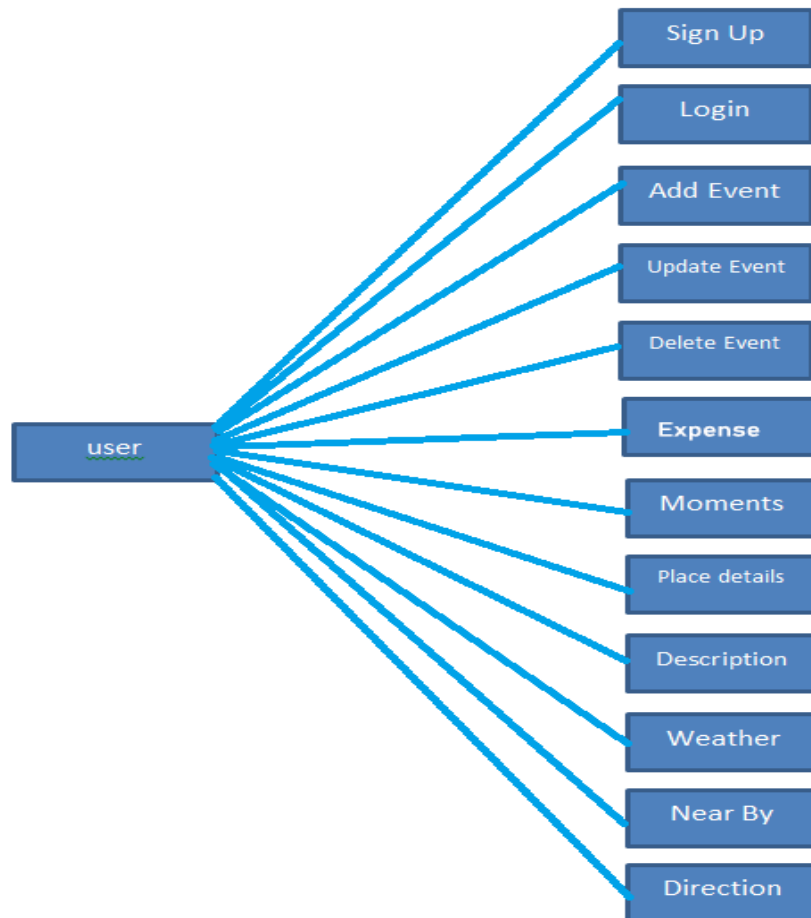 Sign Up
Login
Add Event
Update Event
Delete Event
user
Expense
Moments
Place details
Description
Weather
Near By
Direction